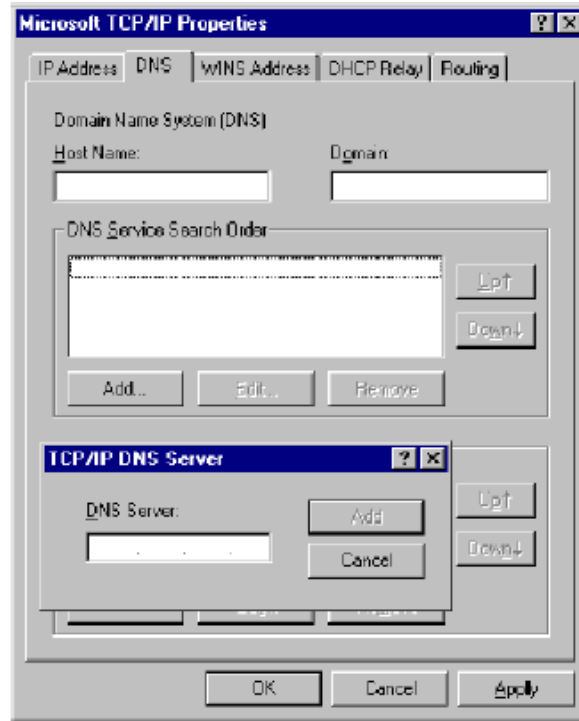 Microsoft TCP/IP Properties
IP Address DNS WINS Address DHCP Relay Routing
Domain Name System (DNS)
Host Name: Domain:
DNS Service Search Order
Up↑
Down↓
Add... Edit... Remove
TCP/IP DNS Server
DNS Server:
Add
Cancel
Up↑
Down↓
OK Cancel Apply